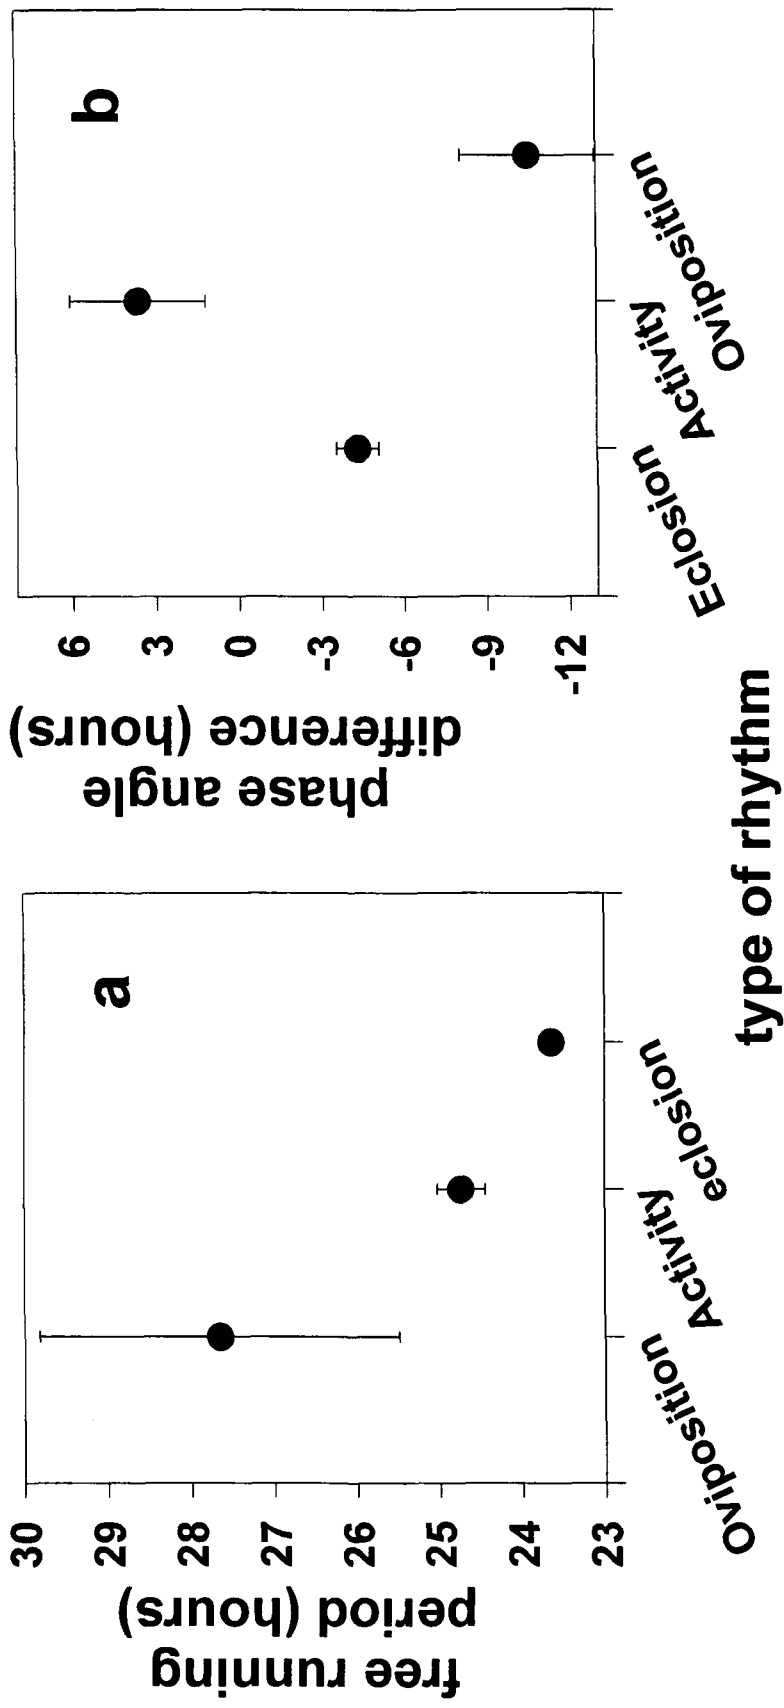 free running
period (hours)
30
29
28
27
26
25
24
23
a
Oviposition
Activity
eclosion
phase angle
difference (hours)
6
3
0
-3
-6
-9
-12
b
Eclosion
Activity
Oviposition
type of rhythm